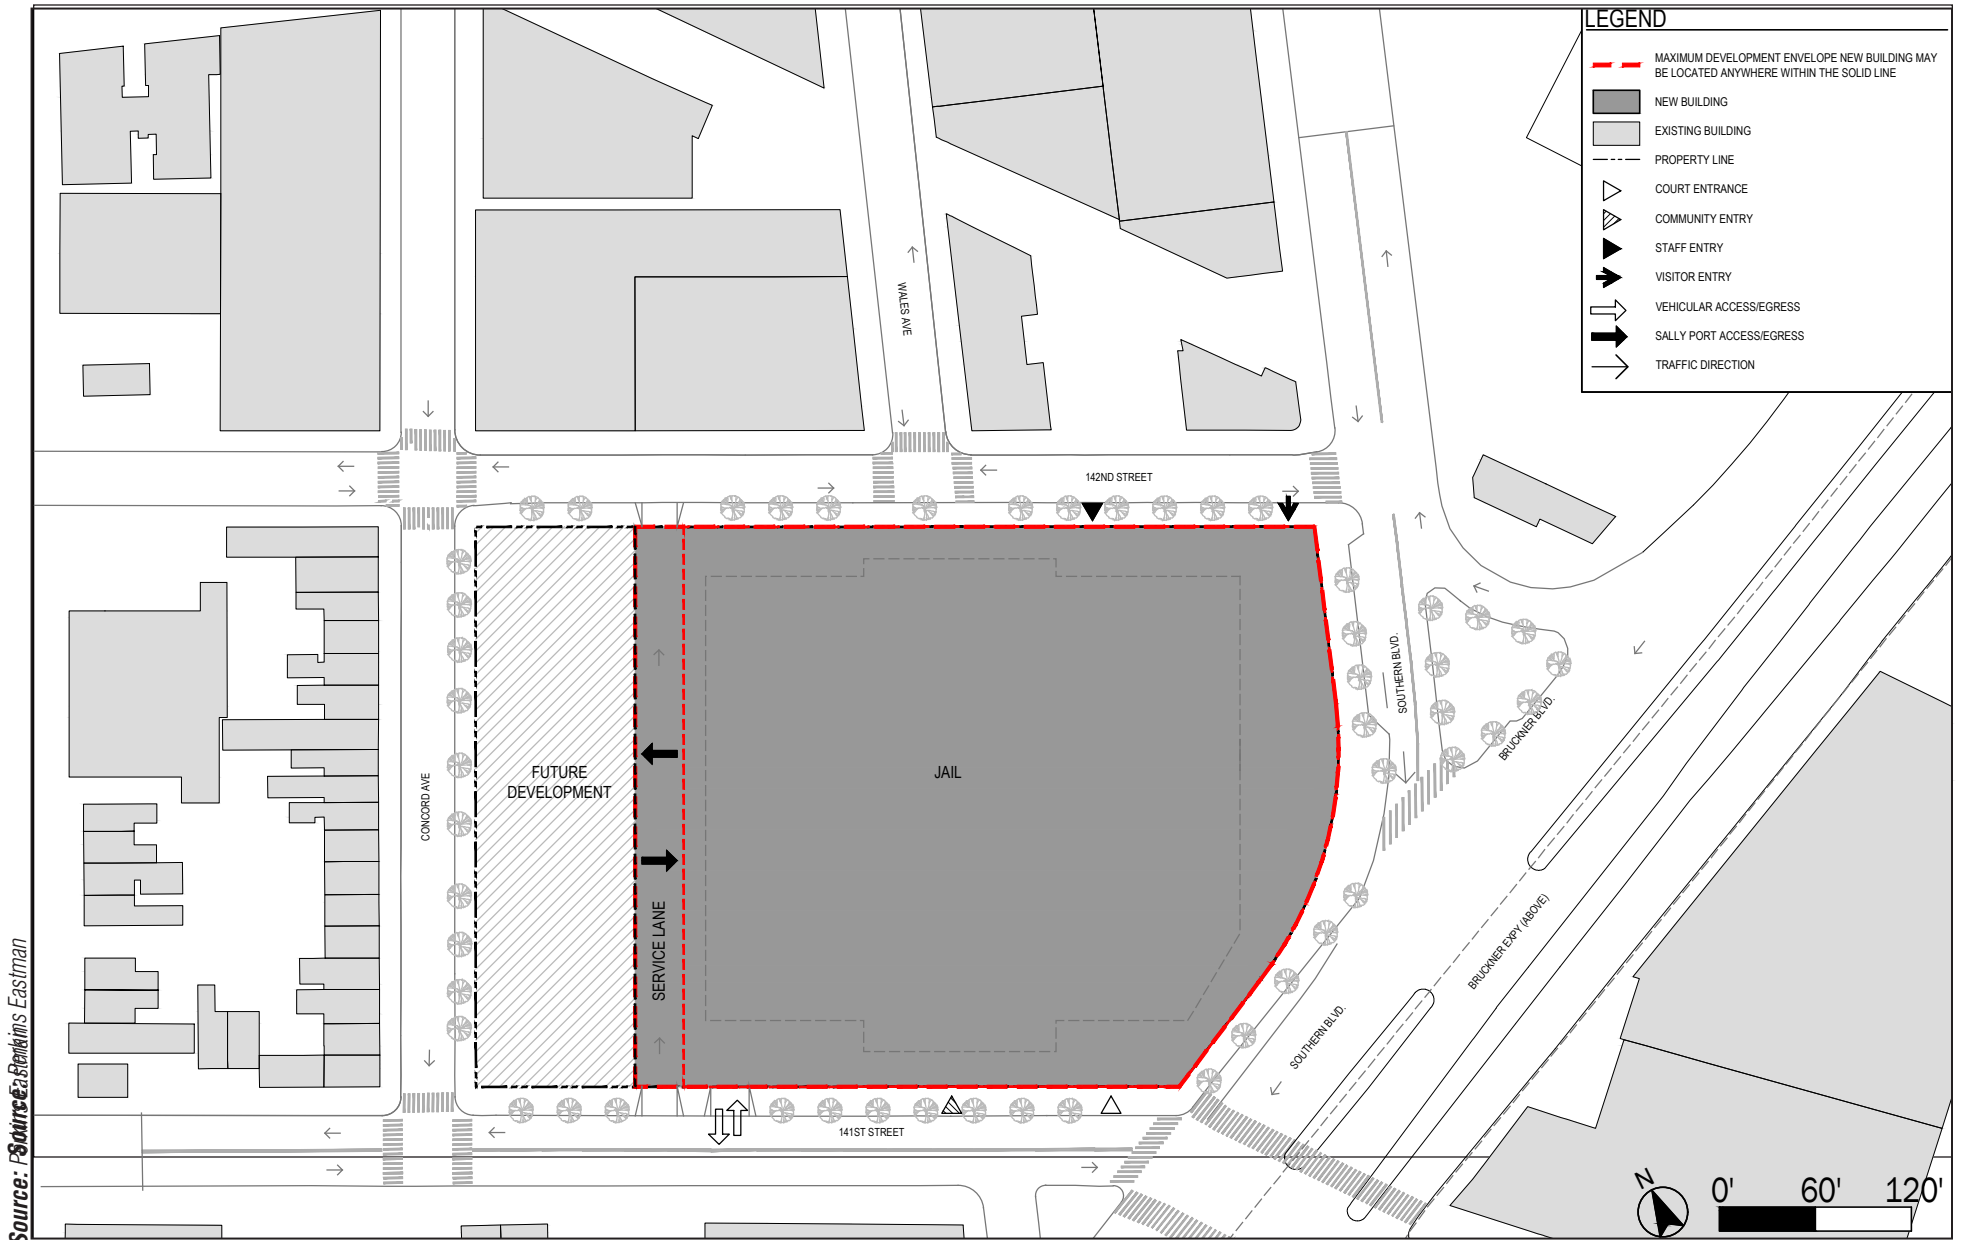 LEGEND
MAXIMUM DEVELOPMENT ENVELOPE NEW BUILDING MAY
BE LOCATED ANYWHERE WITHIN THE SOLID LINE
NEW BUILDING
EXISTING BUILDING
PROPERTY LINE
COURT ENTRANCE
COMMUNITY ENTRY
STAFF ENTRY
VISITOR ENTRY
VEHICULAR ACCESS/EGRESS
SALLY PORT ACCESS/EGRESS
TRAFFIC DIRECTION
WALES AVE
142ND STREET
SOUTHERN BLVD.
BRUCKNER BLVD.
CONCORD AVE
FUTURE
DEVELOPMENT
JAIL
SERVICE LANE
BRUCKNER EXPY (ABOVE)
SOUTHERN BLVD.
141ST STREET
Source: Perkins Eastman
N
0' 60' 120'